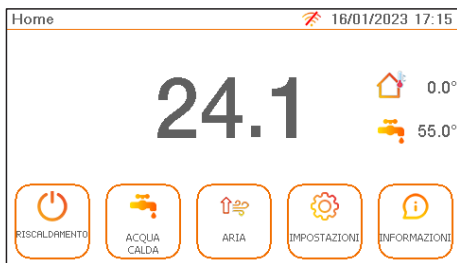 Home 16/01/2023 17:15
24.1
0.0°
55.0°
RISCALDAMENTO
ACQUA
CALDA
ARIA
IMPOSTAZIONI
INFORMAZIONI